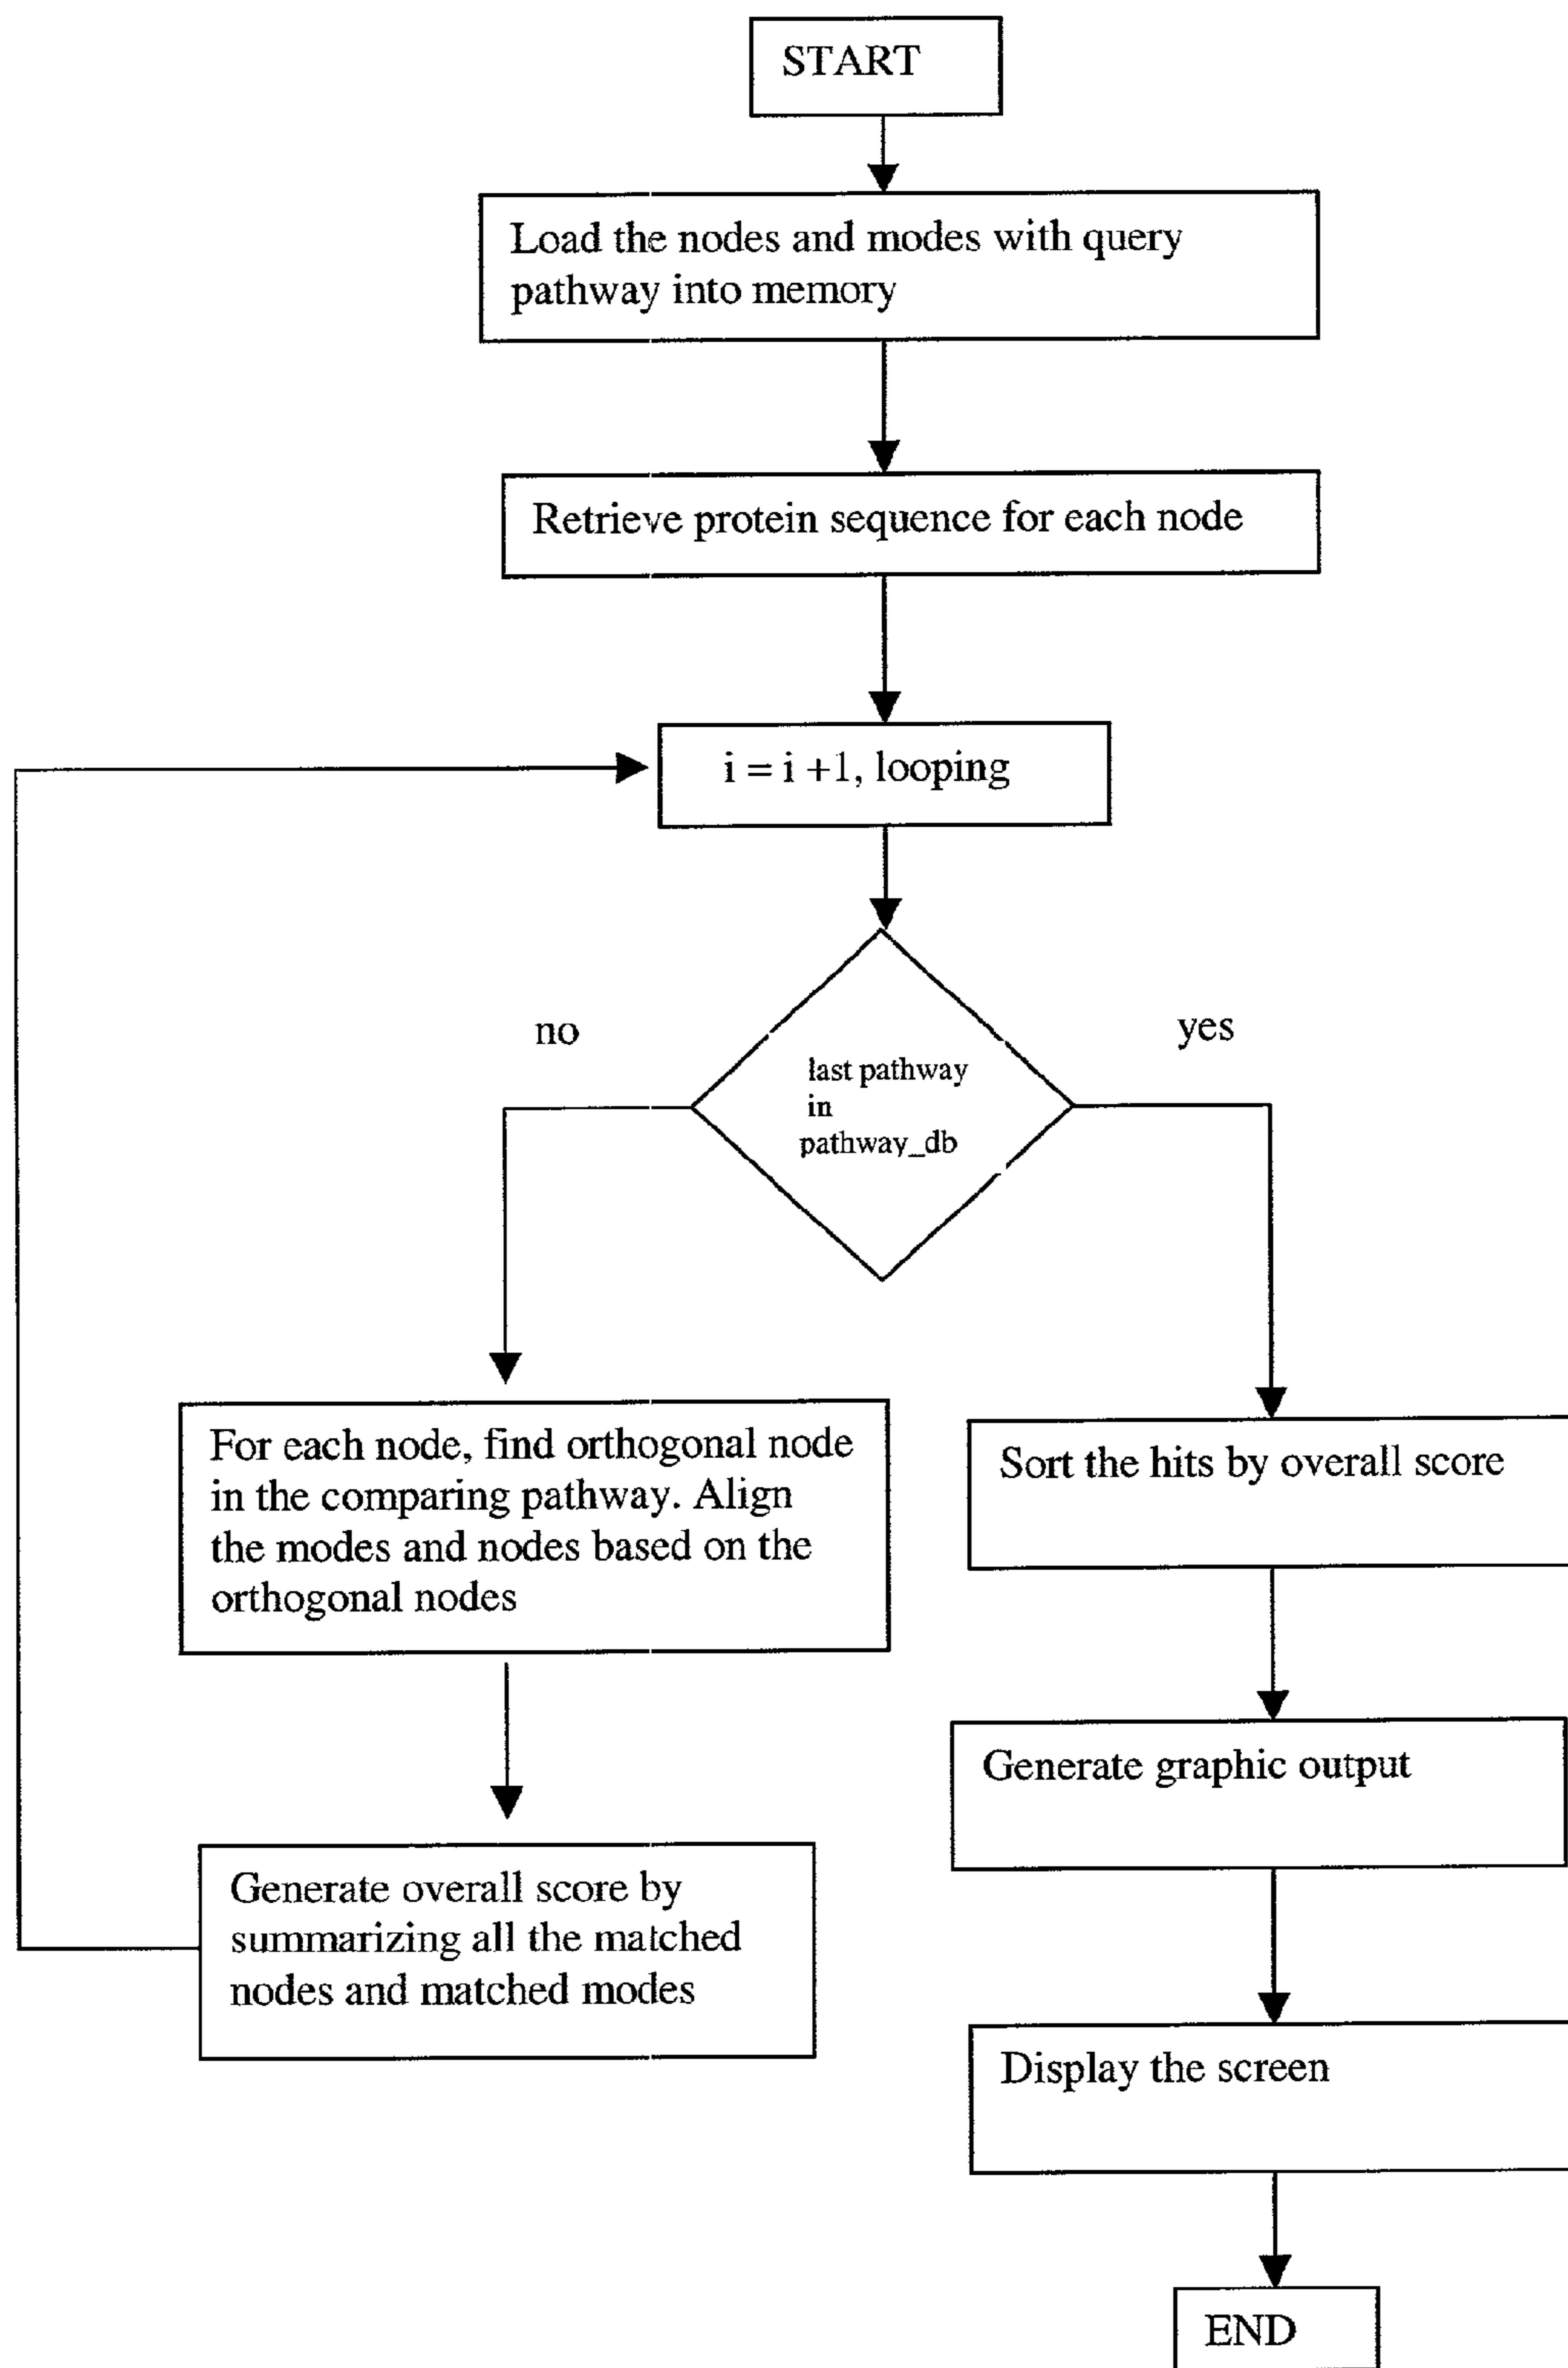 START
Load the nodes and modes with query
pathway into memory
Retrieve protein sequence for each node
i = i +1, looping
no
yes
last pathway
in
pathway_db
For each node, find orthogonal node
in the comparing pathway. Align
the modes and nodes based on the
orthogonal nodes
Sort the hits by overall score
Generate graphic output
Generate overall score by
summarizing all the matched
nodes and matched modes
Display the screen
END